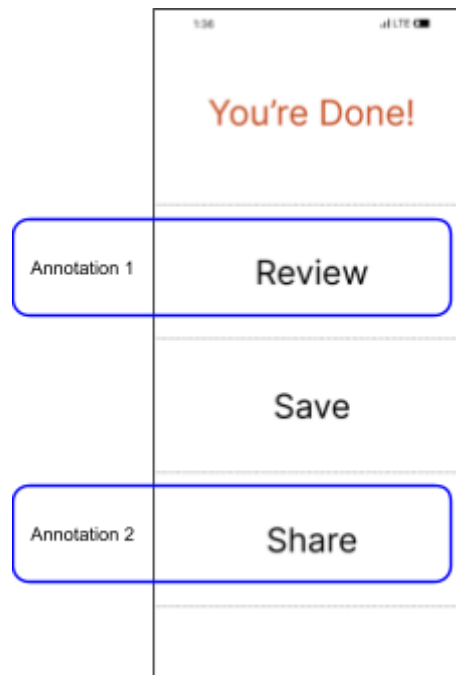 1:36 LTE
You're Done!
Annotation 1 Review
Save
Annotation 2 Share